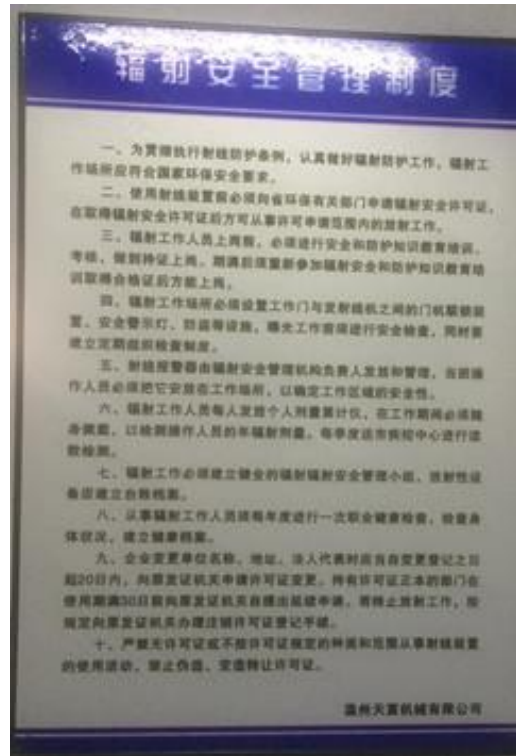 辐射安全管理制度
一、为贯彻执行射线防护条例，认真做好辐射防护工作，辐射工
作场所应符合国家环保安全要求。
二、使用射线装置前必须向省环保有关部门申请辐射安全许可证，
在取得辐射安全许可证后方可从事许可申请范围内的放射工作。
三、辐射工作人员上岗前，必须进行安全和防护知识教育培训、
考核，做到持证上岗，期满后须重新参加辐射安全和防护知识教育培
训取得合格证后方能上岗。
四、辐射工作场所必须设置工作门与发射线机之间的门机联锁装
置、安全警示灯、防盗等设施，曝光工作前须进行安全检查，同时要
建立定期组织检查制度。
五、射线报警器由辐射安全管理机构负责人发放和管理，当班操
作人员必须把它安放在工作场所，以确定工作区域的安全性。
六、辐射工作人员每人发放个人剂量累计仪，在工作期间必须随
身佩戴，以检测操作人员的年辐射剂量，每季度送市疾控中心进行读
数检测。
七、辐射工作必须建立健全的辐射辐射安全管理小组，放射性设
备应建立台账档案。
八、从事辐射工作人员须每年度进行一次职业健康检查，检查身
体状况，建立健康档案。
九、企业变更单位名称、地址、法人代表时应当自变更登记之日
起20日内，向原发证机关申请许可证变更，持有许可证正本的部门在
使用期满30日前向原发证机关自提出延续申请，若终止放射工作，按
规定向原发证机关办理注销许可证登记手续。
十、严禁无许可证或不按许可证规定的种类和范围从事射线装置
的使用活动，禁止伪造、变造转让许可证。
温州天富机械有限公司